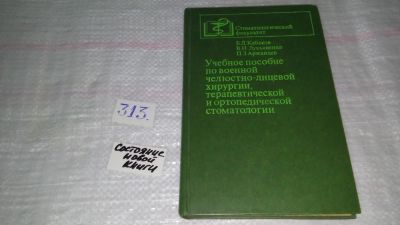 Стоматологический
факультет
Б.Д.Кабаков
В.И.Лукьяненко
П.З.Аржанцев
Учебное пособие
по военной
челюстно-лицевой
хирургии,
терапевтической
и ортопедической
стоматологии
313.
Состояние
новой
книги